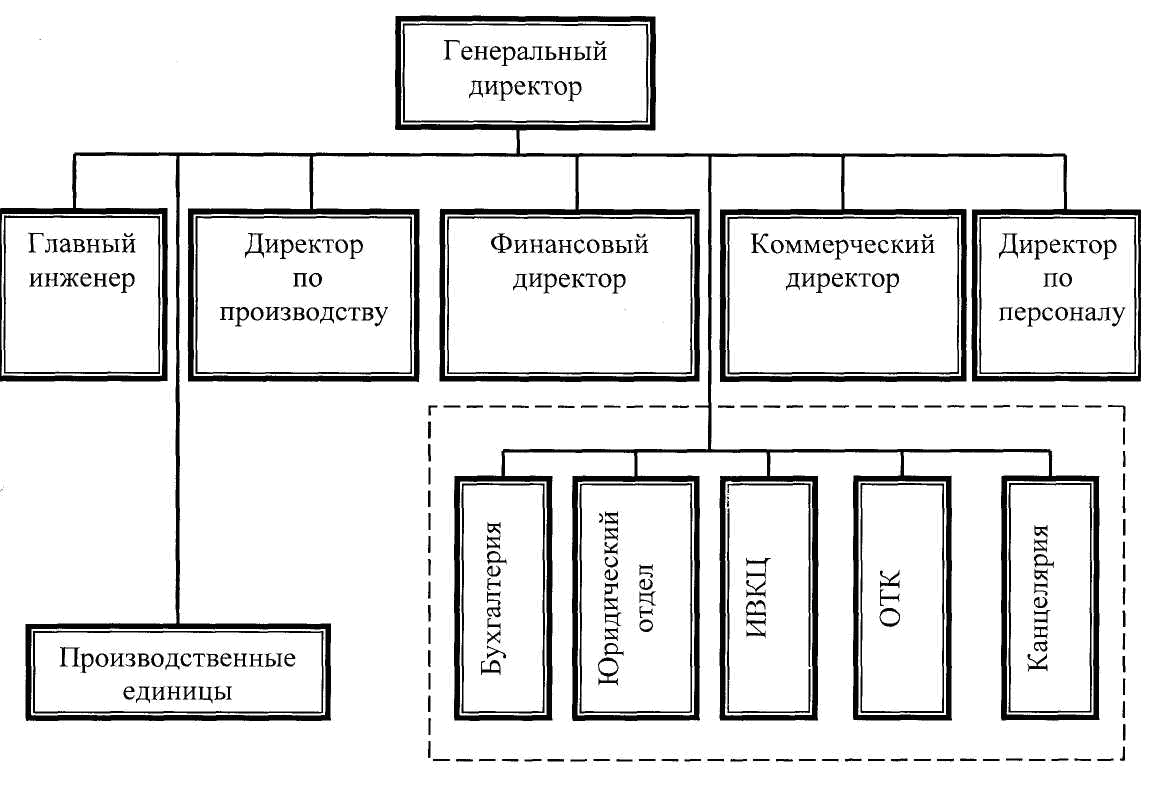 Генеральный
директор
Главный
инженер
Директор
по
производству
Финансовый
директор
Коммерческий
директор
Директор
по
персоналу
Бухгалтерия
Юридический
отдел
ИВКЦ
ОТК
Канцелярия
Производственные
единицы